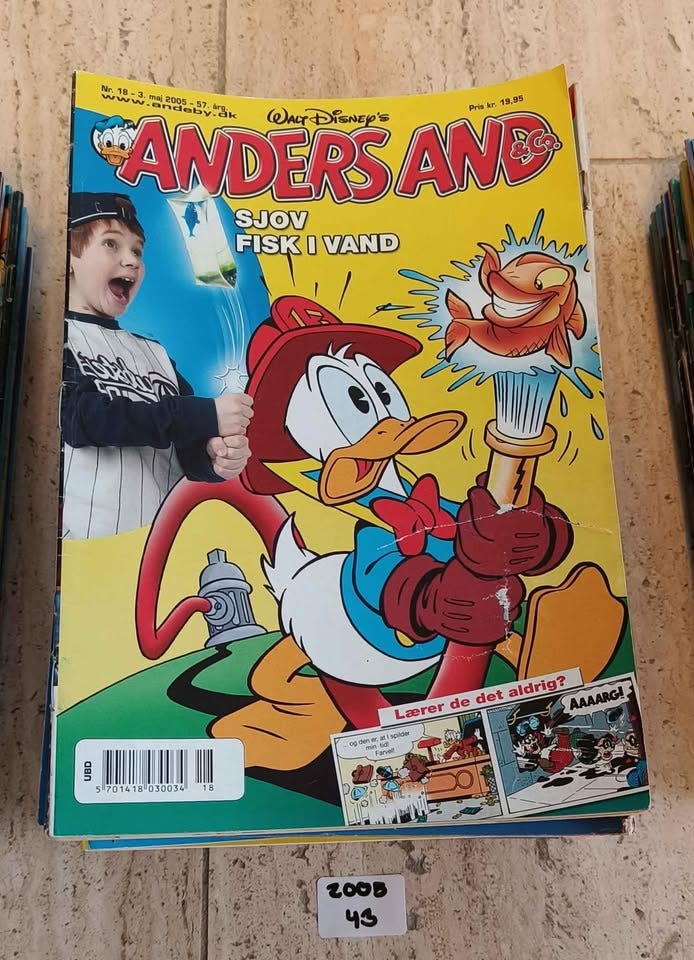 Nr. 18 - 3. maj 2005 - 57. årg.
www.andeby.dk
WALT DISNEY'S
Pris kr. 19,95
ANDERS AND
& Co.
SJOV
FISK I VAND
Lærer de det aldrig?
... og den er, at I spilder
min tid!
Farvel!
AAAARG!
UBD
5 701418 030034
18
2005
43